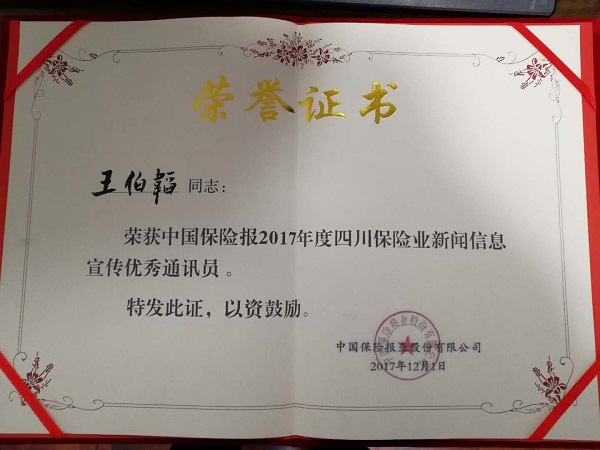 荣誉证书
王伯韬同志：
荣获中国保险报2017年度四川保险业新闻信息
宣传优秀通讯员。
特发此证，以资鼓励。
中国保险报业股份有限公司
2017年12月1日